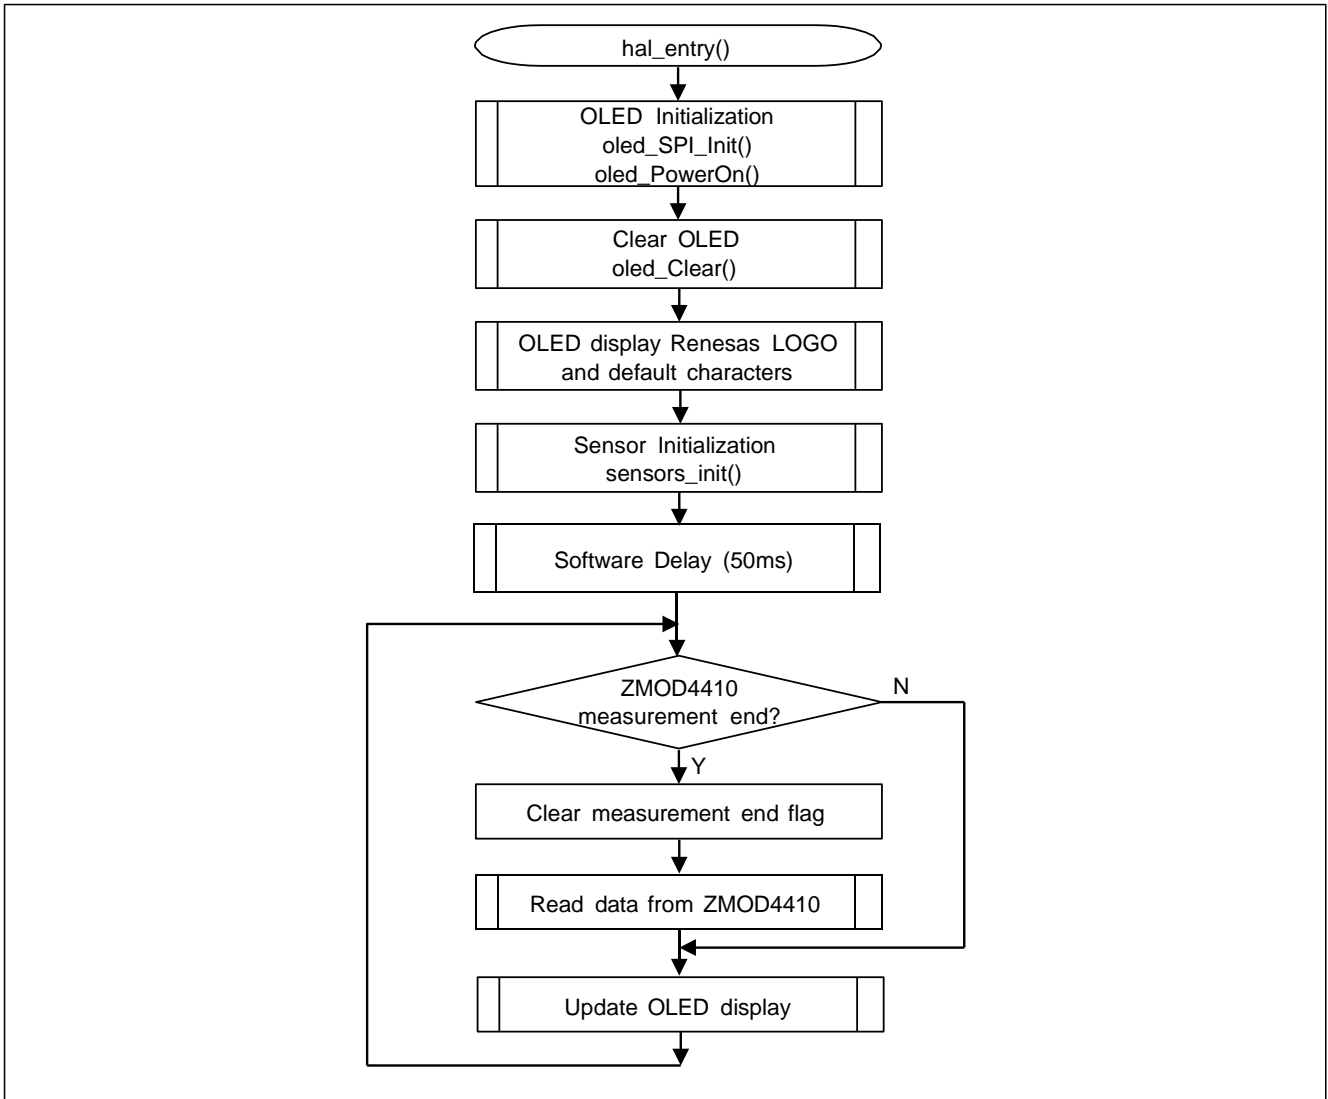 hal_entry()
OLED Initialization
oled_SPI_Init()
oled_PowerOn()
Clear OLED
oled_Clear()
OLED display Renesas LOGO
and default characters
Sensor Initialization
sensors_init()
Software Delay (50ms)
ZMOD4410
measurement end?
N
Y
Clear measurement end flag
Read data from ZMOD4410
Update OLED display